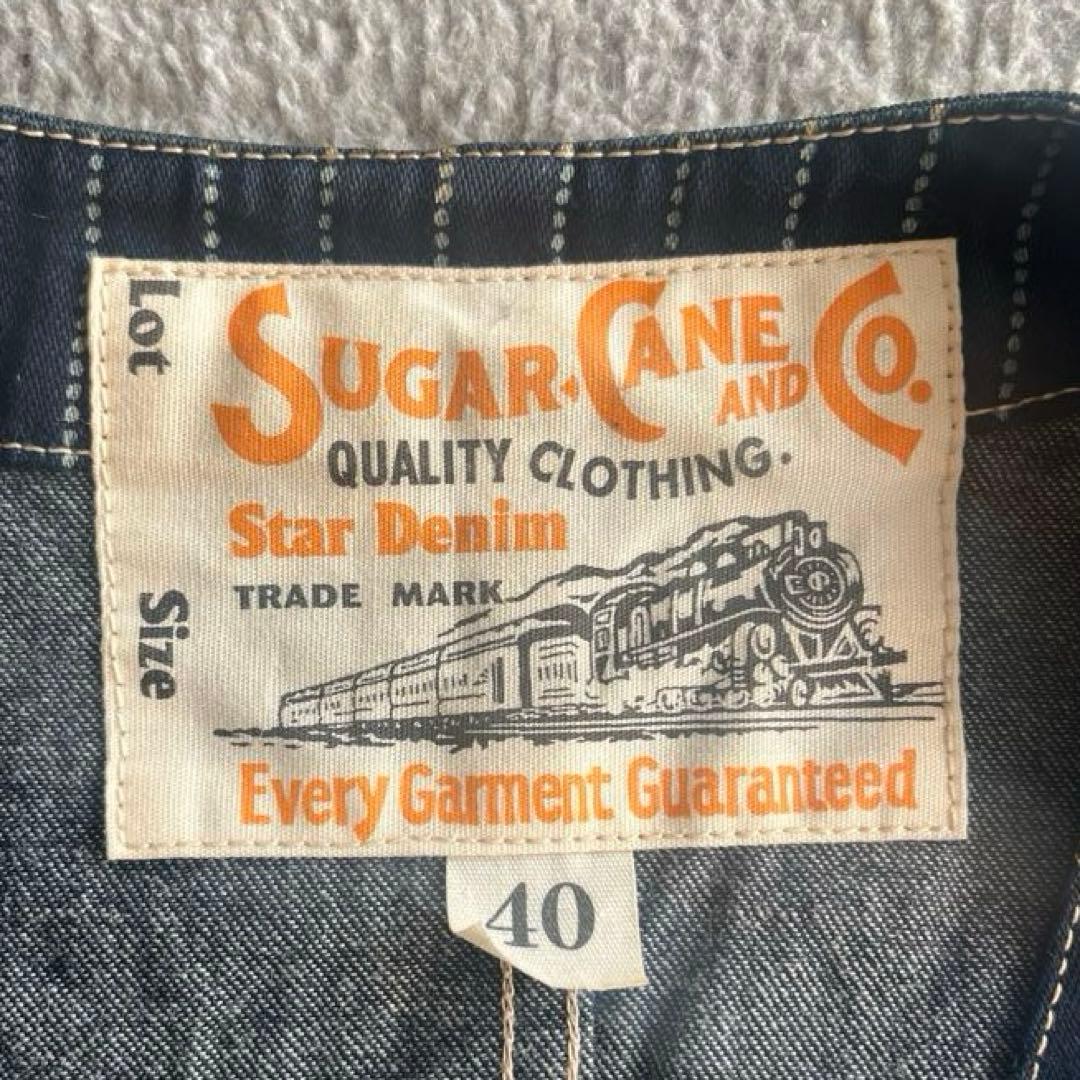 Lot
SUGAR-CANE AND CO.
QUALITY CLOTHING.
Star Denim
TRADE MARK
Size
Every Garment Guaranteed
40